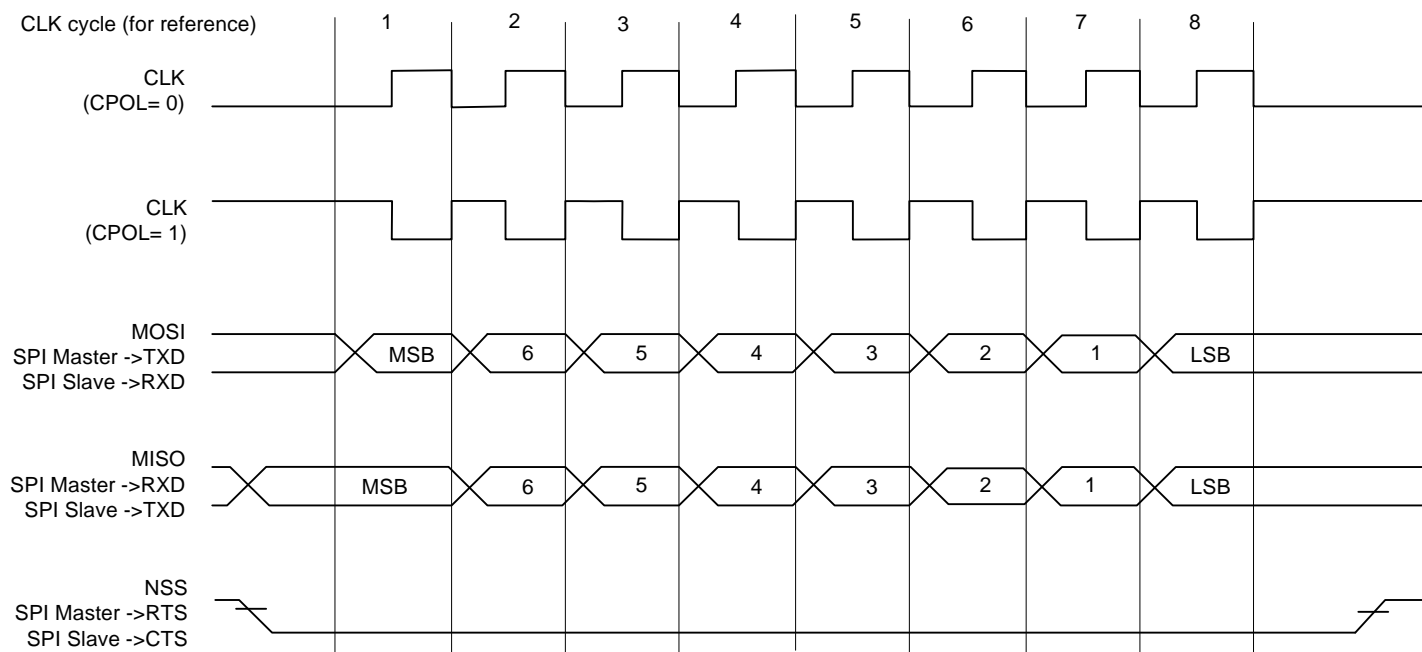 CLK cycle (for reference) 1 2 3 4 5 6 7 8
CLK
(CPOL= 0)
CLK
(CPOL= 1)
MOSI
SPI Master ->TXD
SPI Slave ->RXD
MSB 6 5 4 3 2 1 LSB
MISO
SPI Master ->RXD
SPI Slave ->TXD
MSB 6 5 4 3 2 1 LSB
NSS
SPI Master ->RTS
SPI Slave ->CTS